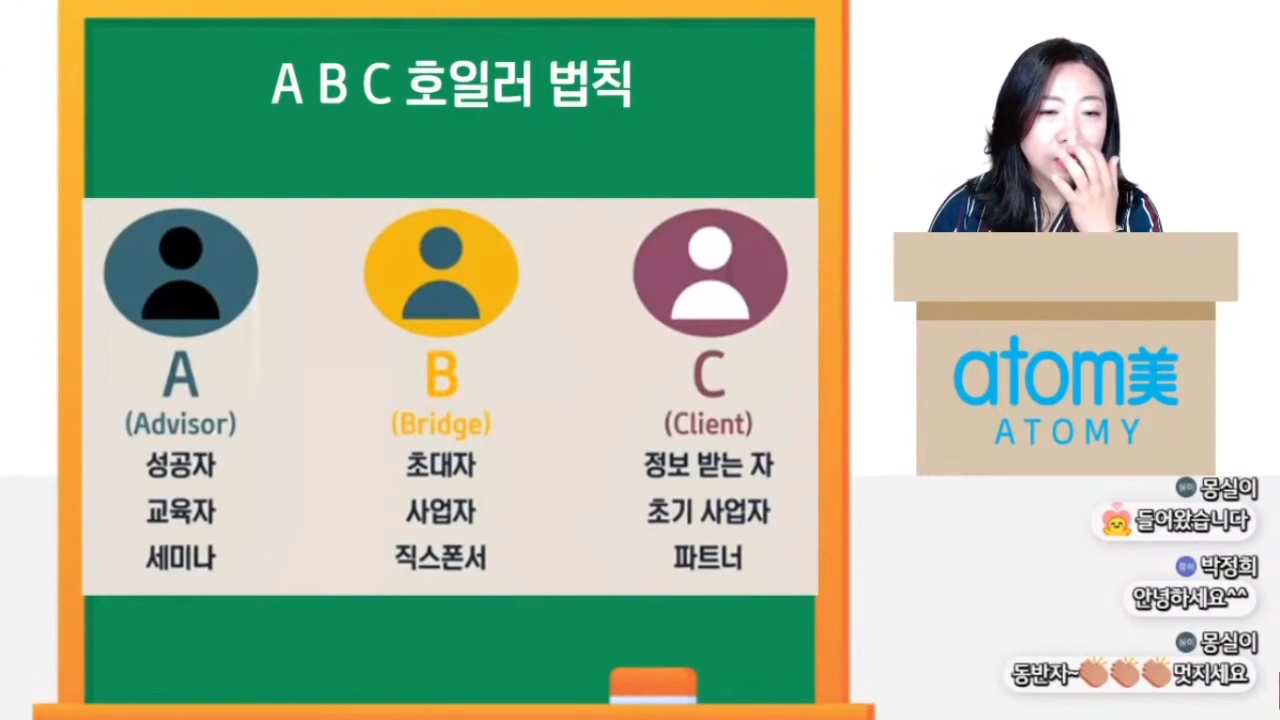 A B C 호일러 법칙
A
(Advisor)
성공자
교육자
세미나
B
(Bridge)
초대자
사업자
직스폰서
C
(Client)
정보 받는 자
초기 사업자
파트너
atom美
ATOMY
몽실이
들어왔습니다
박정희
안녕하세요^^
몽실이
동반자~👏👏👏멋지세요